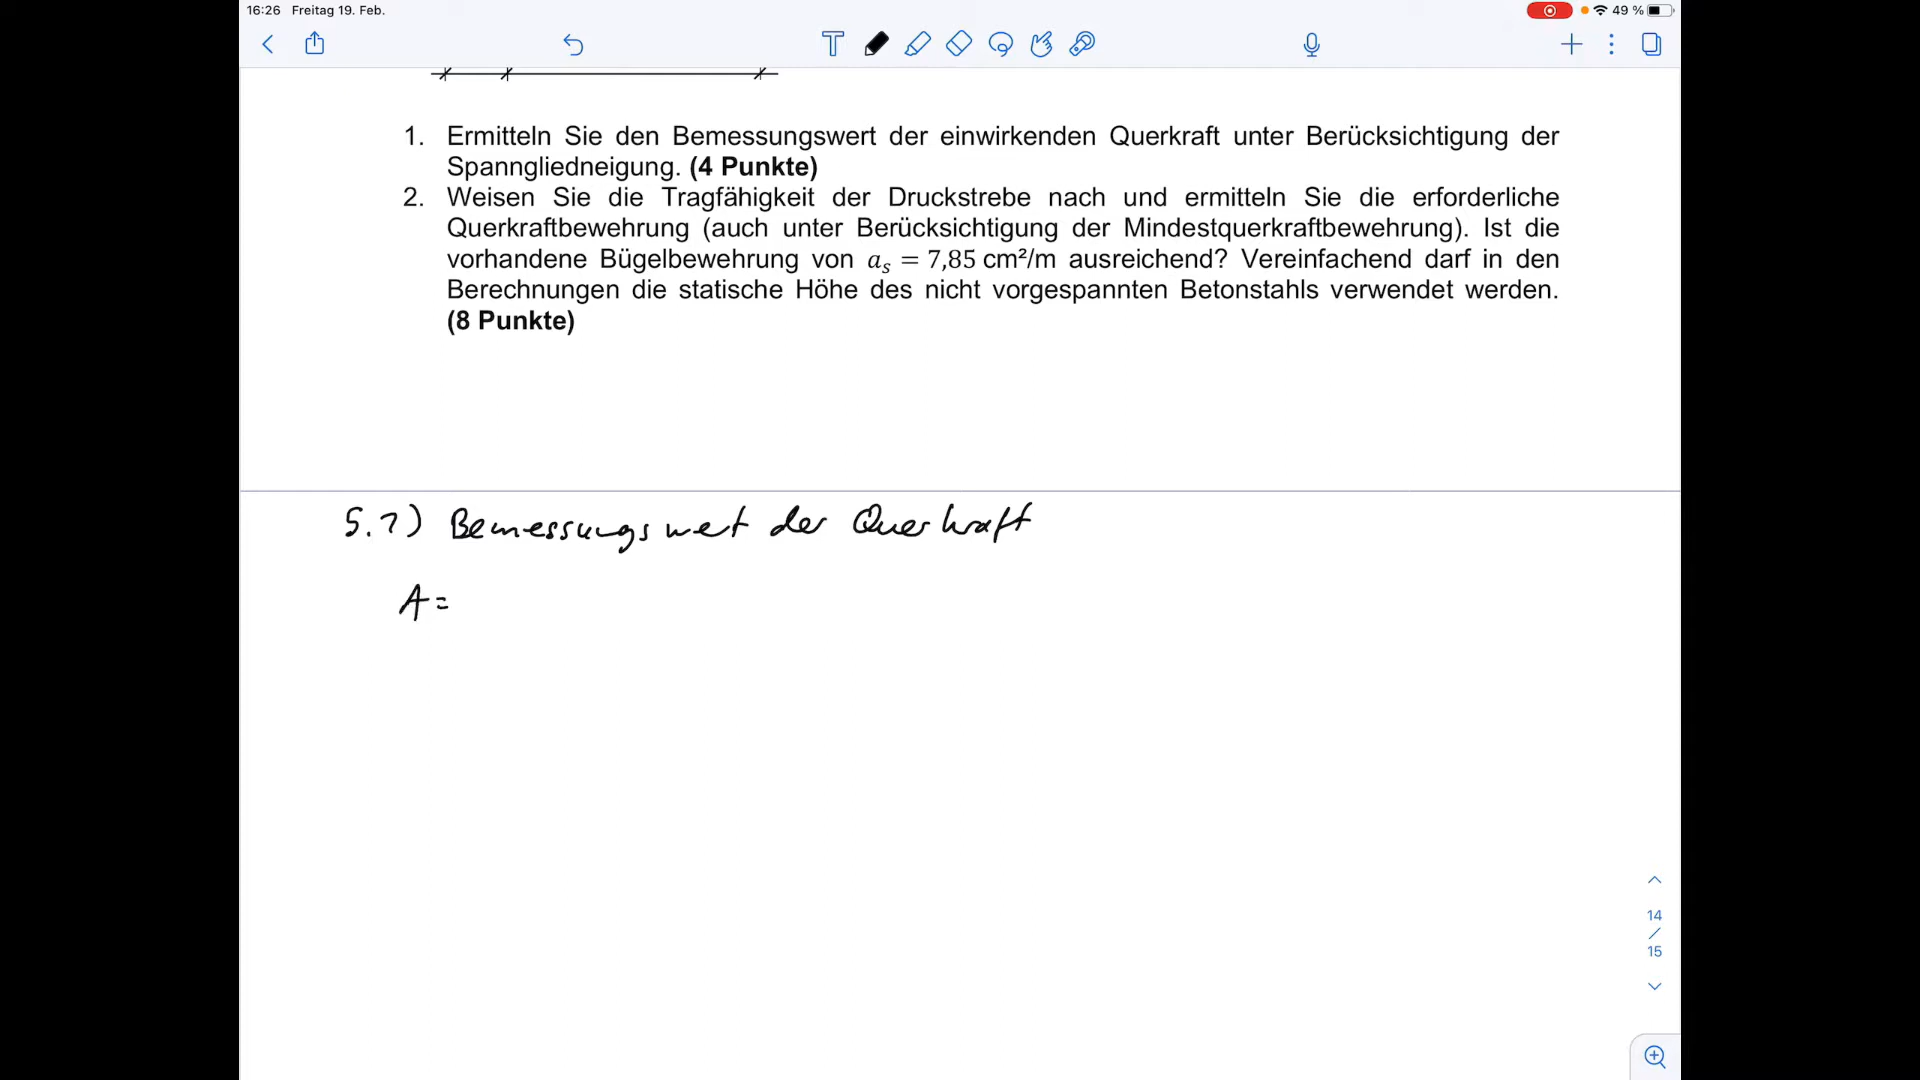 16:26 Freitag 19. Feb.
49 %
T
1. Ermitteln Sie den Bemessungswert der einwirkenden Querkraft unter Berücksichtigung der
Spanngliedneigung. (4 Punkte)
2. Weisen Sie die Tragfähigkeit der Druckstrebe nach und ermitteln Sie die erforderliche
Querkraftbewehrung (auch unter Berücksichtigung der Mindestquerkraftbewehrung). Ist die
vorhandene Bügelbewehrung von aₛ = 7,85 cm²/m ausreichend? Vereinfachend darf in den
Berechnungen die statische Höhe des nicht vorgespannten Betonstahls verwendet werden.
(8 Punkte)
5.1) Bemessungswert der Querkraft
A=
14
/
15